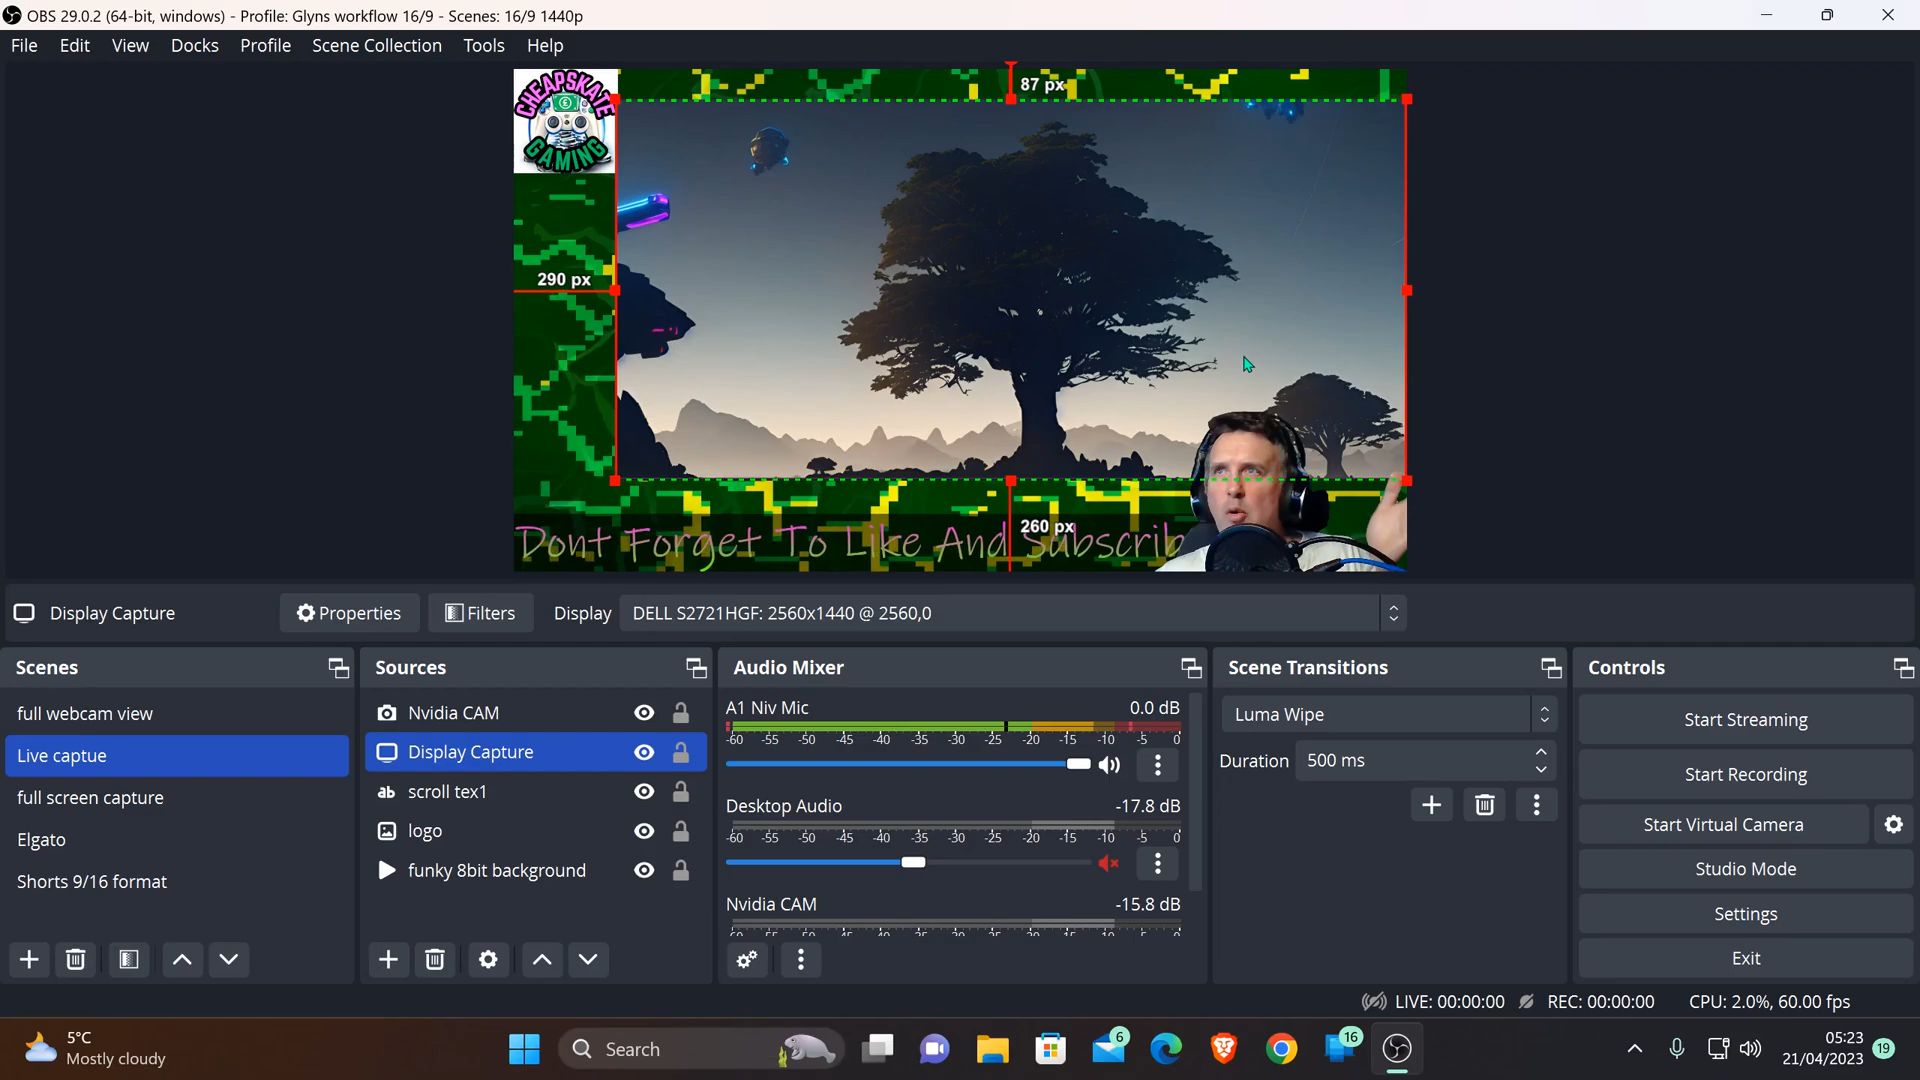 OBS 29.0.2 (64-bit, windows) - Profile: Glyns workflow 16/9 - Scenes: 16/9 1440p
File Edit View Docks Profile Scene Collection Tools Help
CHEAPSKATE
GAMING
87 px
290 px
260 px
Dont Forget To Like And Subscrib
Display Capture Properties Filters Display DELL S2721HGF: 2560x1440 @ 2560,0
Scenes
full webcam view
Live captue
full screen capture
Elgato
Shorts 9/16 format
Sources
Nvidia CAM
Display Capture
ab scroll tex1
logo
funky 8bit background
Audio Mixer
A1 Niv Mic 0.0 dB
-60 -55 -50 -45 -40 -35 -30 -25 -20 -15 -10 -5 0
Desktop Audio -17.8 dB
-60 -55 -50 -45 -40 -35 -30 -25 -20 -15 -10 -5 0
Nvidia CAM -15.8 dB
Scene Transitions
Luma Wipe
Duration 500 ms
Controls
Start Streaming
Start Recording
Start Virtual Camera
Studio Mode
Settings
Exit
LIVE: 00:00:00 REC: 00:00:00 CPU: 2.0%, 60.00 fps
5°C
Mostly cloudy
Search
6
16
05:23
21/04/2023
19